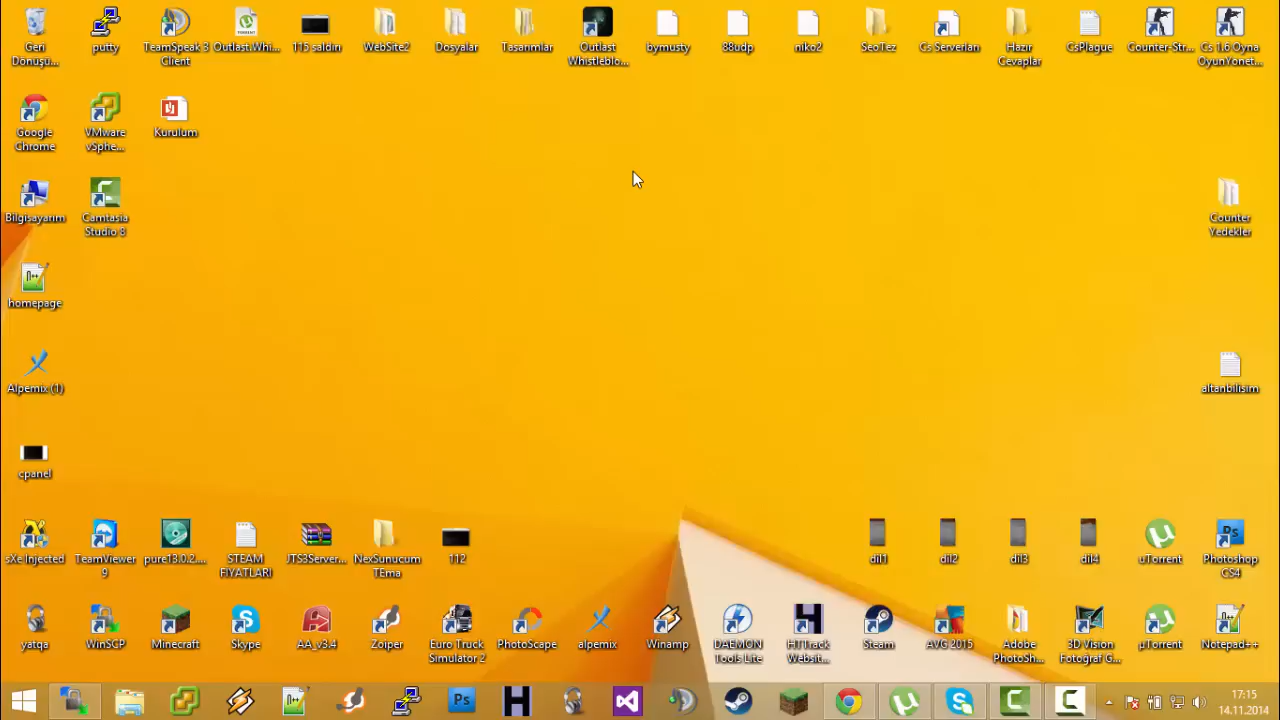 Geri
Dönüşü...
putty
TeamSpeak 3
Client
Outlast.Whi...
115 saldırı
WebSite2
Dosyalar
Tasarımlar
Outlast
Whistleblo...
bymusty
88udp
niko2
SeoTez
Cs Serverları
Hazır
Cevaplar
CsPlague
Counter-Str...
Cs 1.6 Oyna
OyunYonet...
Google
Chrome
VMware
vSphe...
Kurulum
Bilgisayarım
Camtasia
Studio 8
Counter
Yedekler
homepage
Alpemix (1)
altanbilisim
cpanel
sXe Injected
TeamViewer
9
pure13.0.2....
STEAM
FİYATLARI
JTS3Server...
NexSunucum
TEma
112
dil1
dil2
dil3
dil4
uTorrent
Photoshop
CS4
yatqa
WinSCP
Minecraft
Skype
AA_v3.4
Zoiper
Euro Truck
Simulator 2
PhotoScape
alpemix
Winamp
DAEMON
Tools Lite
HTTrack
Websit...
Steam
AVG 2015
Adobe
PhotoSh...
3D Vision
Fotograf G...
µTorrent
Notepad++
17:15
14.11.2014